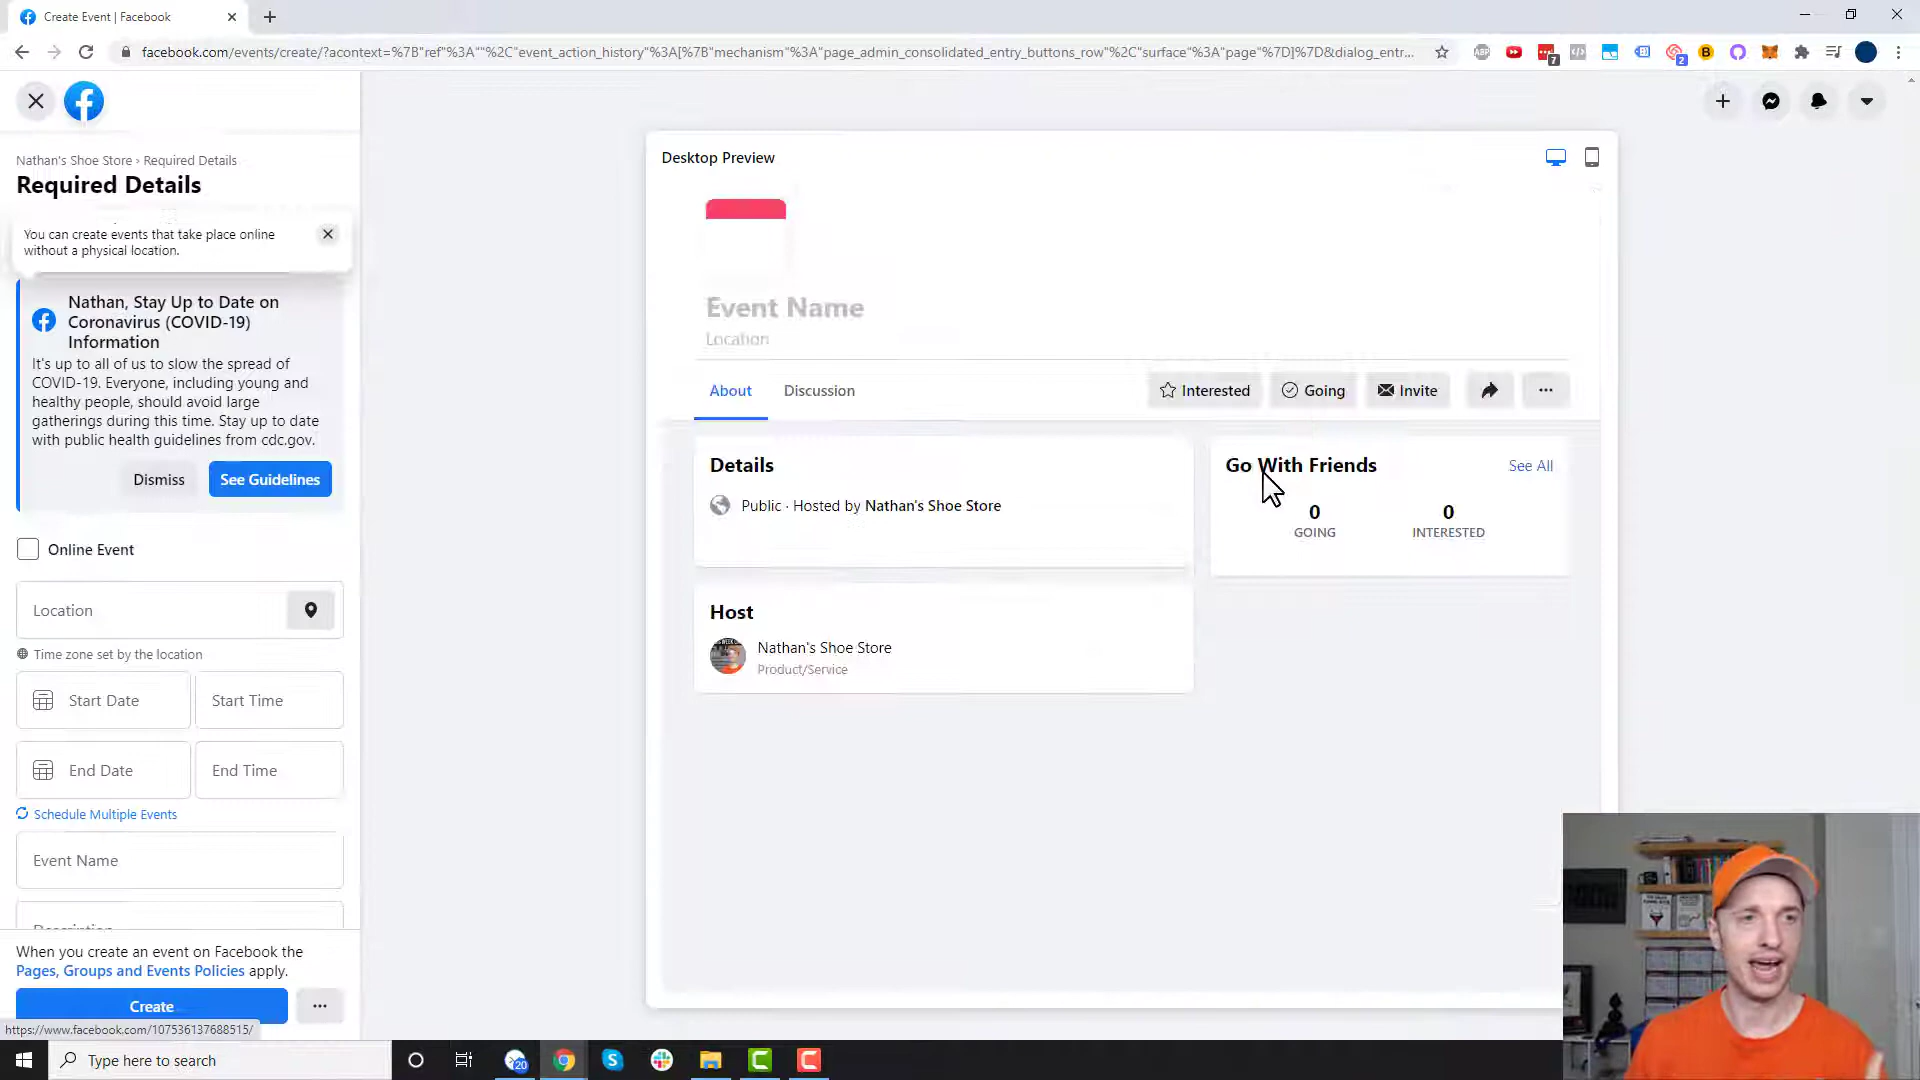 Create Event | Facebook
facebook.com/events/create/?acontext=%7B"ref"%3A""%2C"event_action_history"%3A[%7B"mechanism"%3A"page_admin_consolidated_entry_buttons_row"%2C"surface"%3A"page"%7D]%7D&dialog_entr...
ABP
7
2
B
Nathan's Shoe Store › Required Details
Required Details
You can create events that take place online
without a physical location.
Nathan, Stay Up to Date on
Coronavirus (COVID-19)
Information
It's up to all of us to slow the spread of
COVID-19. Everyone, including young and
healthy people, should avoid large
gatherings during this time. Stay up to date
with public health guidelines from cdc.gov.
Dismiss
See Guidelines
Online Event
Location
Time zone set by the location
Start Date
Start Time
End Date
End Time
Schedule Multiple Events
Event Name
Description
When you create an event on Facebook the
Pages, Groups and Events Policies apply.
Create
https://www.facebook.com/107536137688515/
Desktop Preview
Event Name
Location
About
Discussion
Interested
Going
Invite
Details
Public · Hosted by Nathan's Shoe Store
Go With Friends
See All
0
GOING
0
INTERESTED
Host
Nathan's Shoe Store
Product/Service
Type here to search
20